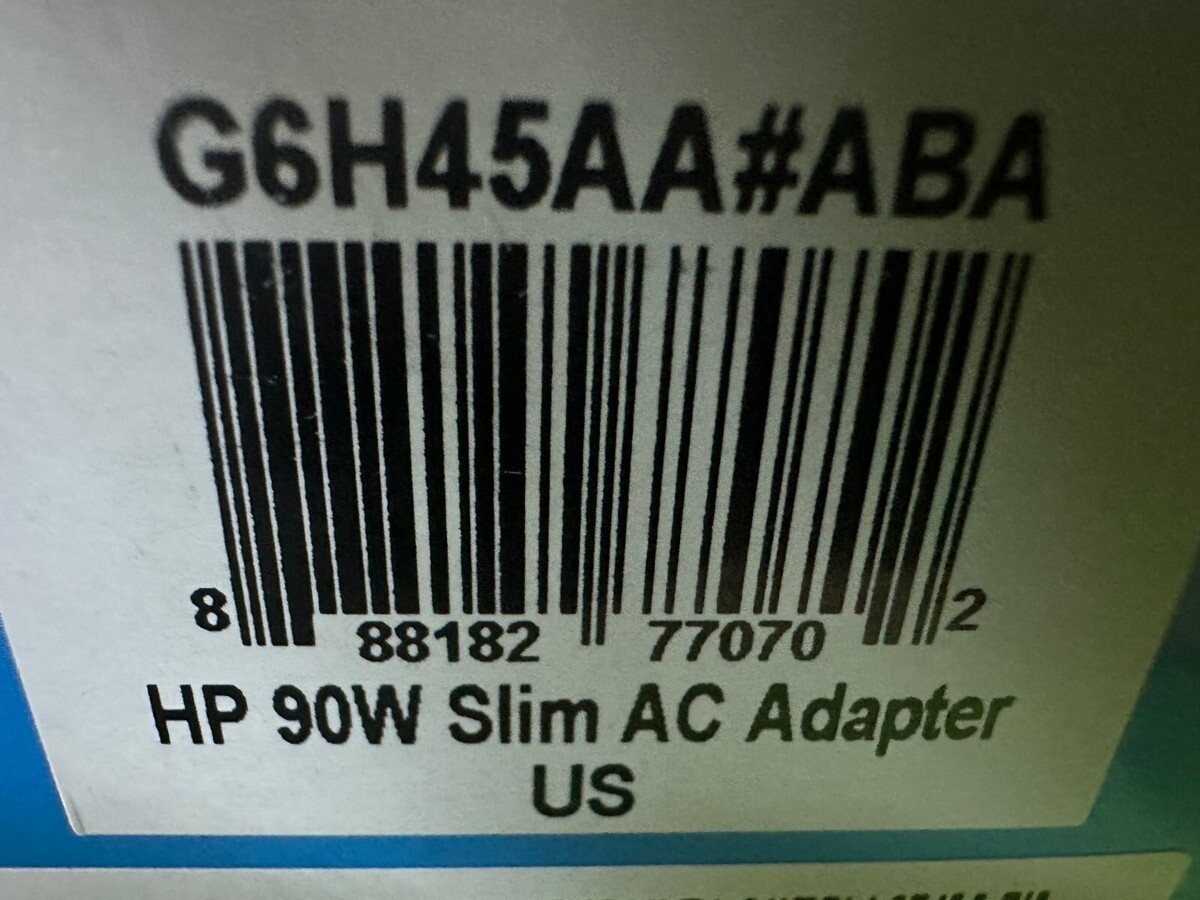 G6H45AA#ABA
8 88182 77070 2
HP 90W Slim AC Adapter
US